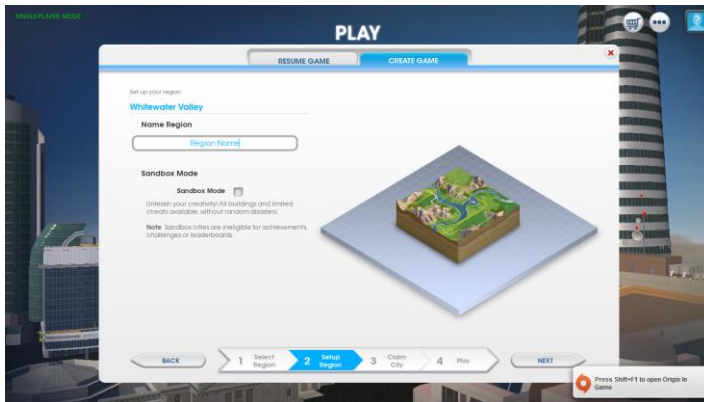 SINGLE PLAYER MODE
PLAY
RESUME GAME
CREATE GAME
Set up your region
Whitewater Valley
Name Region
Region Name
Sandbox Mode
Sandbox Mode
Unleash your creativity! All buildings and limited
cheats available, without random disasters.
Note: Sandbox cities are ineligible for achievements,
challenges or leaderboards.
BACK
1 Select
Region
2 Setup
Region
3 Claim
City
4 Play
NEXT
Press Shift+F1 to open Origin In
Game